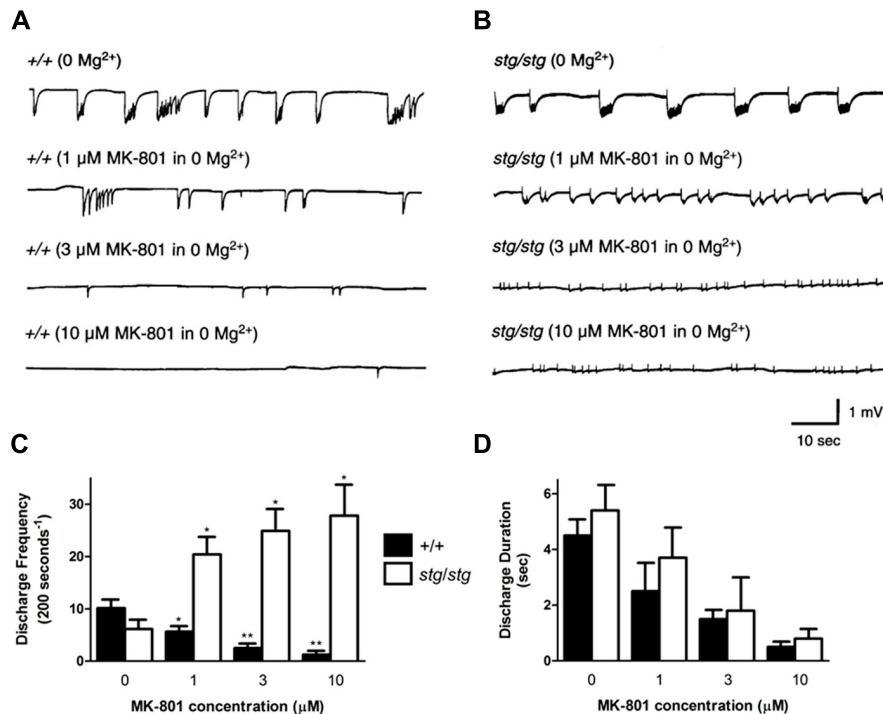 A
+/+ (0 Mg²⁺)
+/+ (1 µM MK-801 in 0 Mg²⁺)
+/+ (3 µM MK-801 in 0 Mg²⁺)
+/+ (10 µM MK-801 in 0 Mg²⁺)
B
stg/stg (0 Mg²⁺)
stg/stg (1 µM MK-801 in 0 Mg²⁺)
stg/stg (3 µM MK-801 in 0 Mg²⁺)
stg/stg (10 µM MK-801 in 0 Mg²⁺)
1 mV
10 sec
C
Discharge Frequency
(200 seconds⁻¹)
30
20
10
0
* * * * ** **
0 1 3 10
MK-801 concentration (µM)
+/+
stg/stg
D
Discharge Duration
(sec)
6
4
2
0
0 1 3 10
MK-801 concentration (µM)